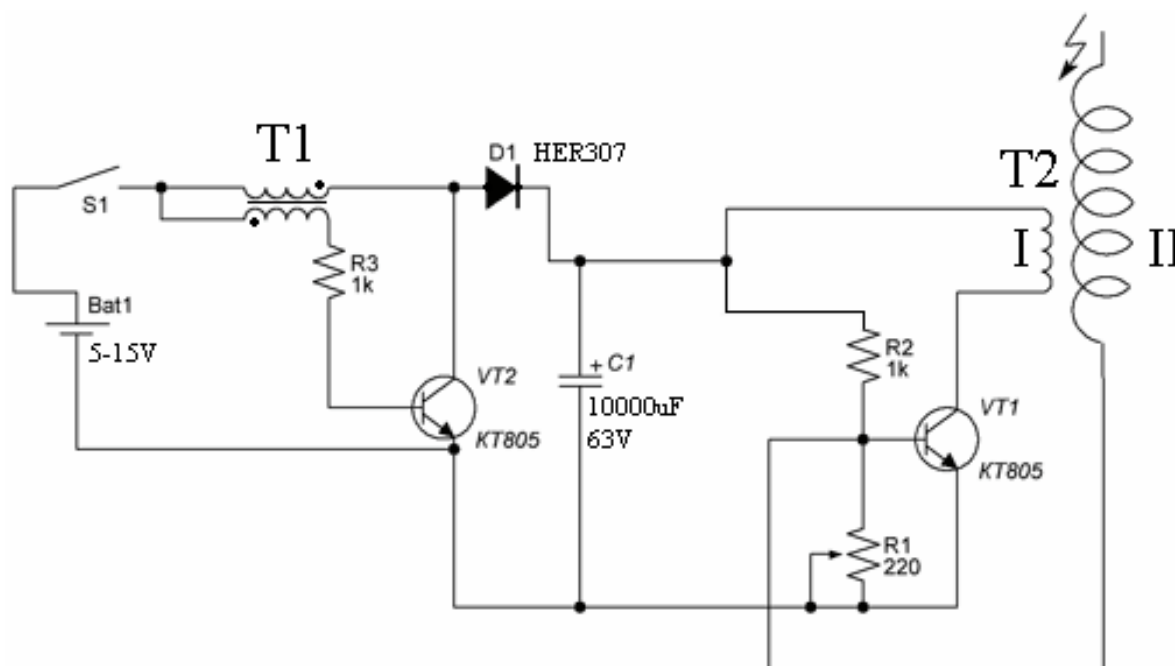 T1
S1
Bat1
5-15V
R3
1k
D1
HER307
VT2
KT805
+ C1
10000uF
63V
R2
1k
R1
220
VT1
KT805
T2
I
II